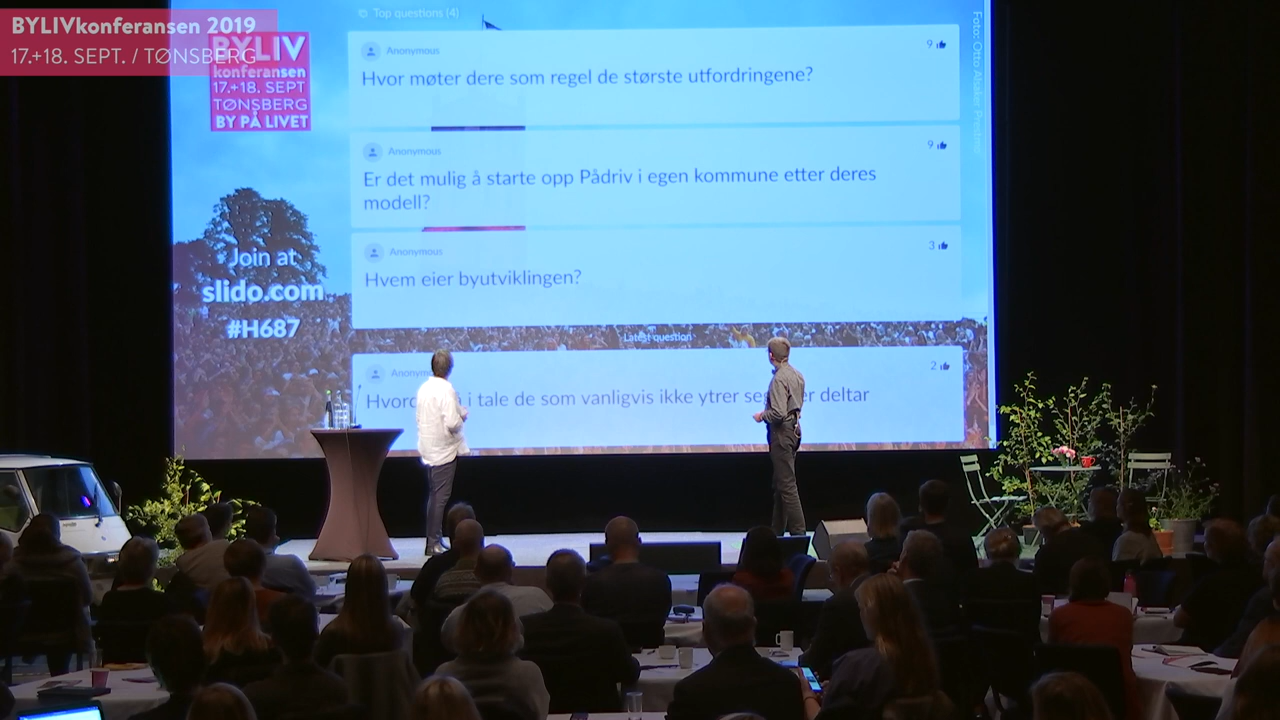 BYLIVkonferansen 2019
17.+18. SEPT. / TØNSBERG
BYLIV
konferansen
17.+18. SEPT
TØNSBERG
BY PÅ LIVET
Join at
slido.com
#H687
Top questions (4)
Anonymous
9
Hvor møter dere som regel de største utfordringene?
Anonymous
9
Er det mulig å starte opp Pådriv i egen kommune etter deres
modell?
Anonymous
3
Hvem eier byutviklingen?
Latest question
2
i tale de som vanligvis ikke ytrer deltar
Foto: Otto